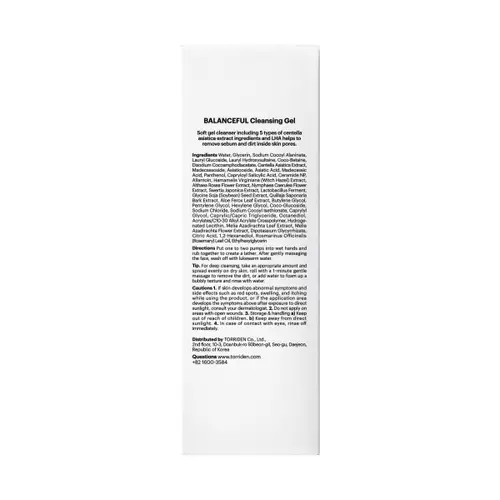 BALANCEFUL Cleansing Gel
Soft gel cleanser including 5 types of centella
asiatica extract ingredients and LHA helps to
remove sebum and dirt inside skin pores.
Ingredients Water, Glycerin, Sodium Cocoyl Alaninate,
Lauryl Glucoside, Lauryl Hydroxysultaine, Coco-Betaine,
Disodium Cocoamphodiacetate, Centella Asiatica Extract,
Madecassoside, Asiaticoside, Asiatic Acid, Madecassic
Acid, Panthenol, Capryloyl Salicylic Acid, Ceramide NP,
Allantoin, Hamamelis Virginiana (Witch Hazel) Extract,
Althaea Rosea Flower Extract, Nymphaea Caerulea Flower
Extract, Swertia Japonica Extract, Lactobacillus Ferment,
Glycine Soja (Soybean) Seed Extract, Quillaja Saponaria
Bark Extract, Aloe Ferox Leaf Extract, Butylene Glycol,
Pentylene Glycol, Hexylene Glycol, Coco-Glucoside,
Sodium Chloride, Sodium Cocoyl Isethionate, Caprylyl
Glycol, Caprylic/Capric Triglyceride, Octanediol,
Acrylates/C10-30 Alkyl Acrylate Crosspolymer, Hydrogenated
Lecithin, Melia Azadirachta Leaf Extract, Melia
Azadirachta Flower Extract, Dipotassium Glycyrrhizate,
Citric Acid, 1,2-Hexanediol, Rosmarinus Officinalis
(Rosemary) Leaf Oil, Ethylhexylglycerin
Directions Put one to two pumps into wet hands and
rub together to create a lather. After gently massaging
the face, wash off with lukewarm water.
Tip. For deep cleansing, take an appropriate amount and
spread evenly on dry skin, roll with a 1-minute gentle
massage to remove the dirt, or add water to foam up a
bubbly texture and rinse with water.
Cautions 1. If skin develops abnormal symptoms and
side effects such as red spots, swelling, and itching
while using the product, or if the application area
develops the symptoms above after exposure to direct
sunlight, consult your dermatologist. 2. Do not apply on
areas with open wounds. 3. Storage & handling a) Keep
out of reach of children. b) Keep away from direct
sunlight. 4. In case of contact with eyes, rinse off
immediately.
Distributed by TORRIDEN Co., Ltd.,
2nd floor, 10-3, Doanbuk-ro 93beon-gil, Seo-gu, Daejeon,
Republic of Korea
Questions www.torriden.com
+82 1600-3584